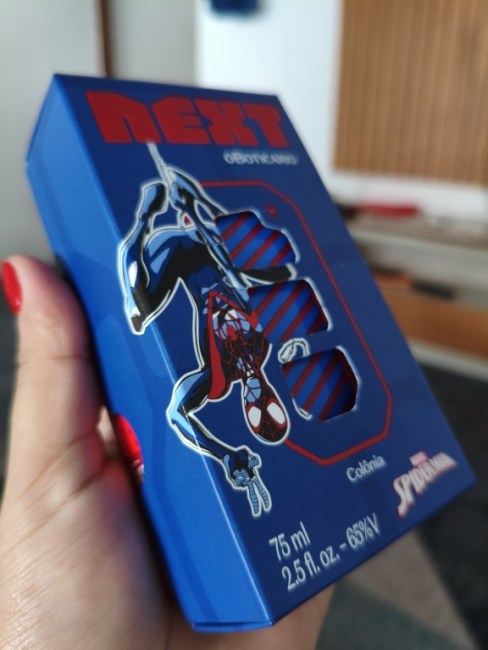 NEXT
oBoticário
Colônia
MARVEL
SPIDER-MAN
75 ml
2.5 fl. oz. - 65%V